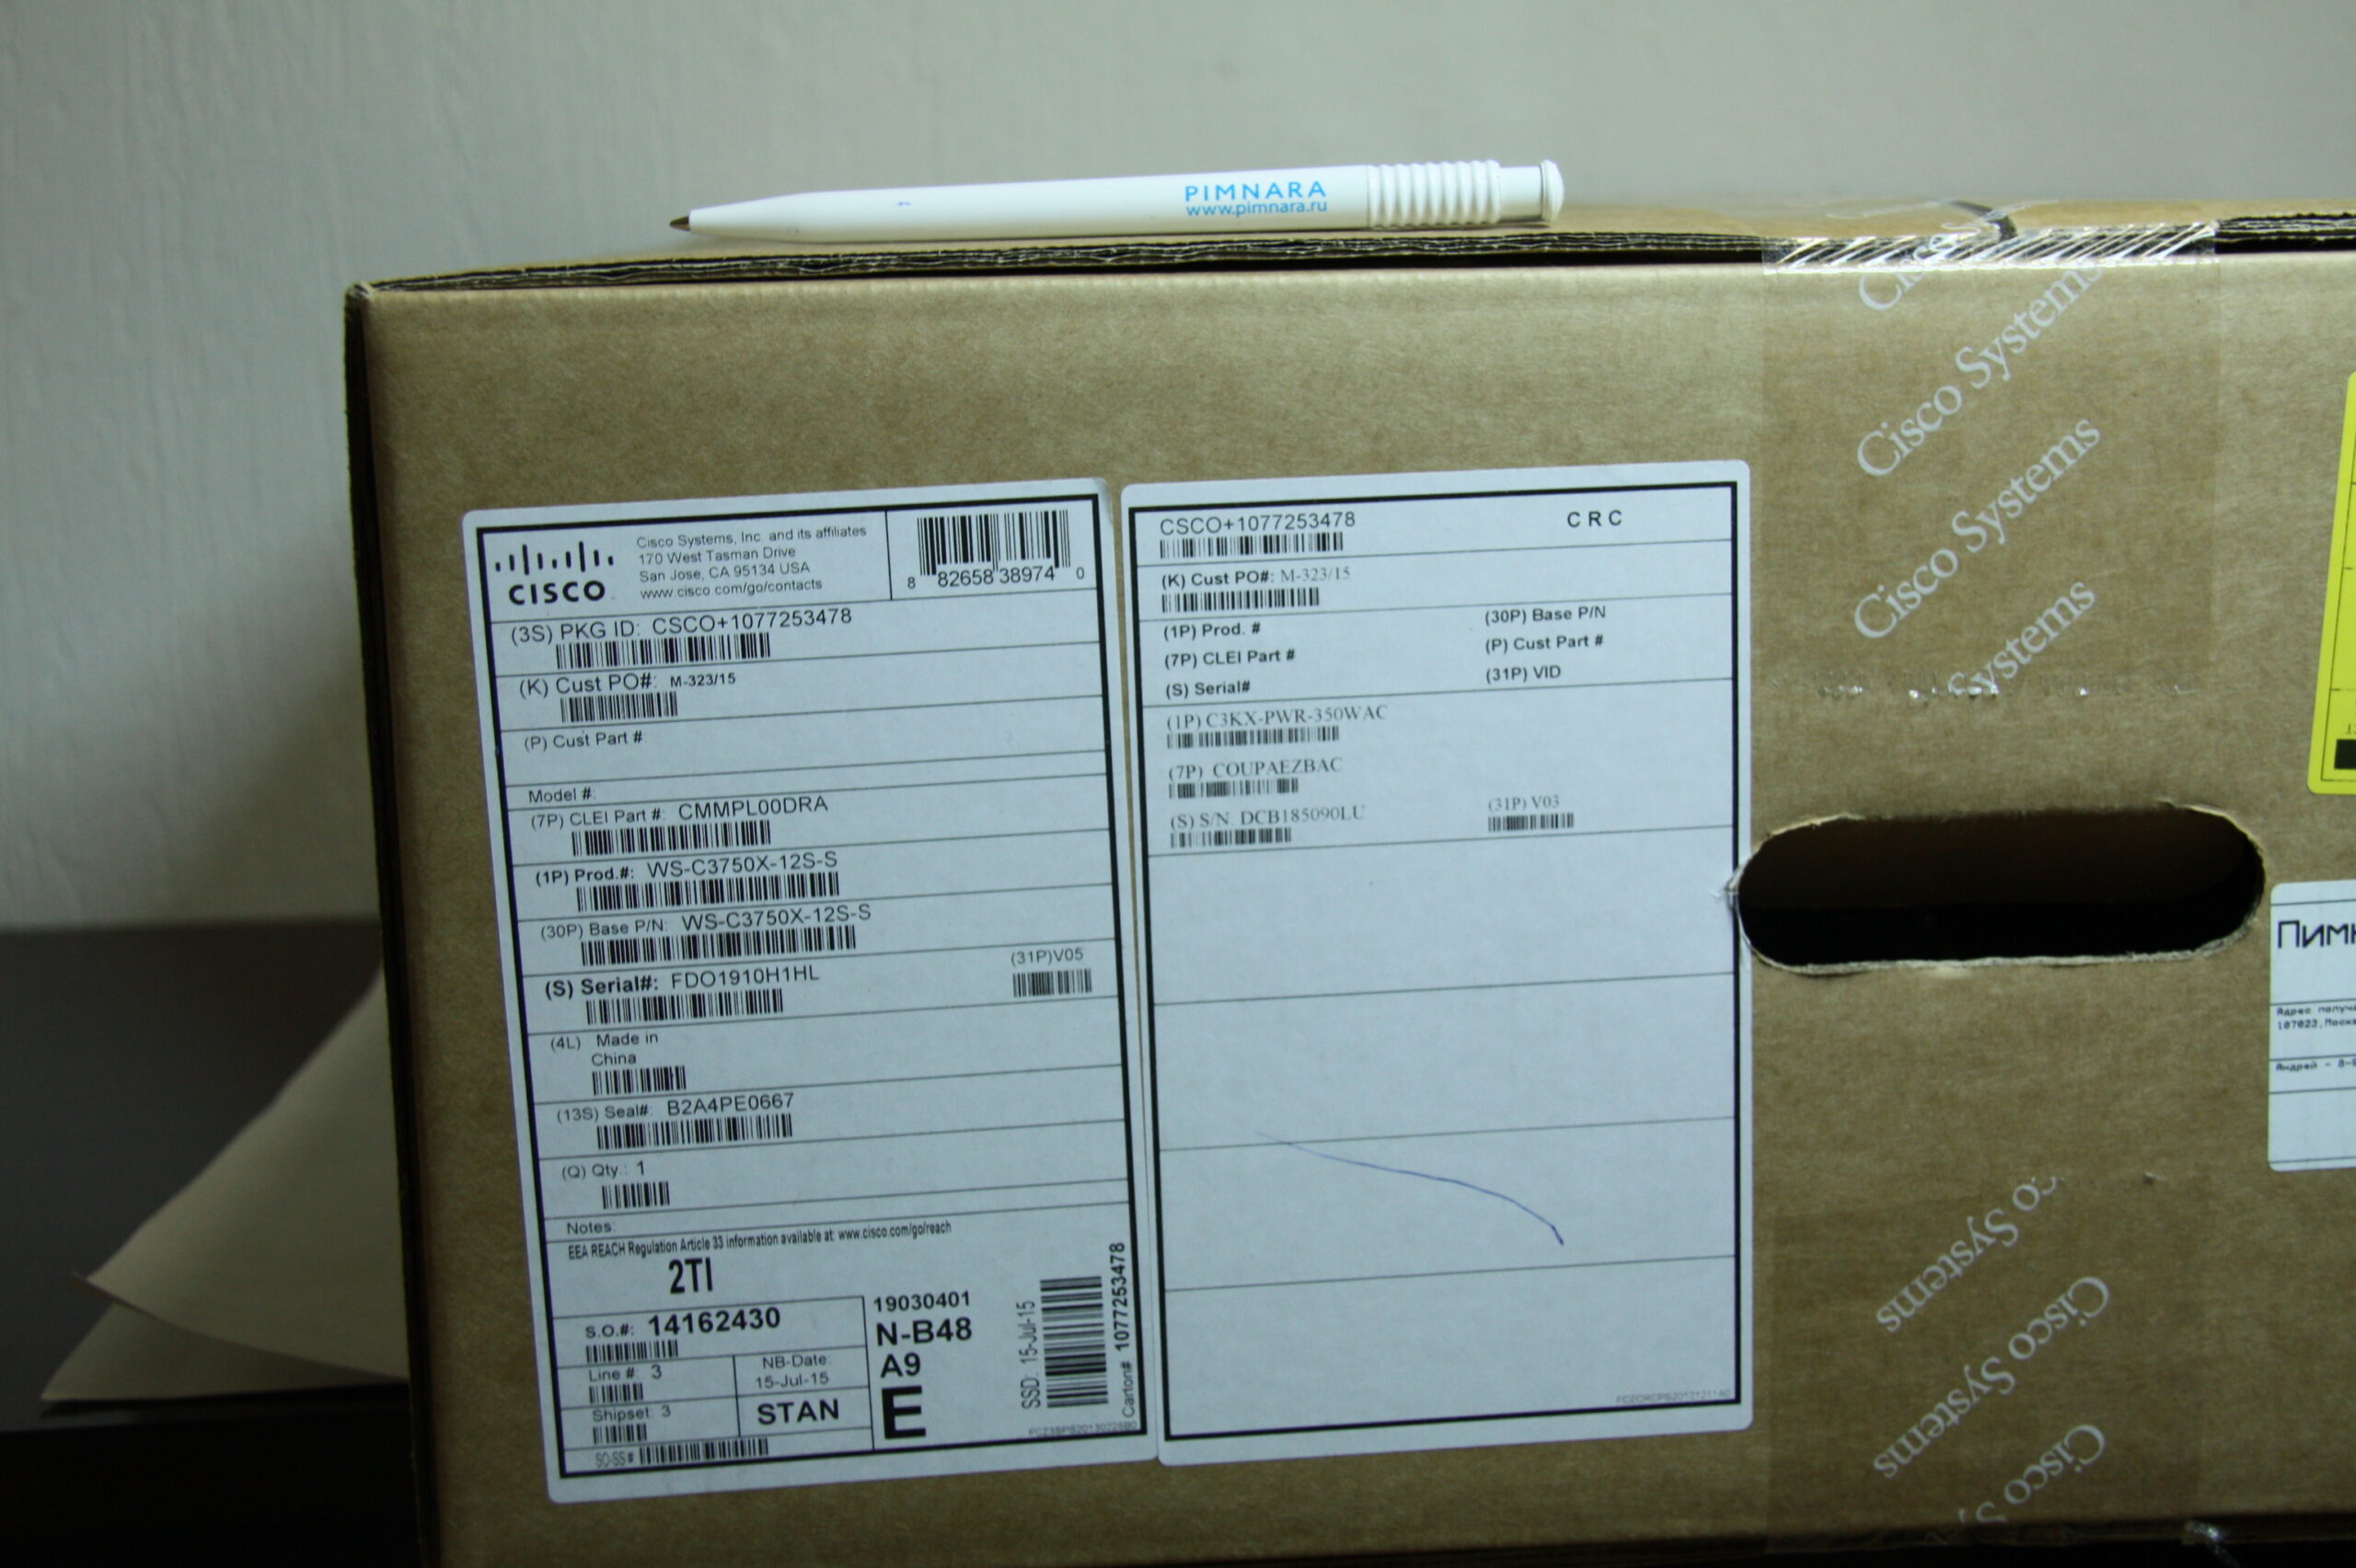 PIMNARA
www.pimnara.ru
CISCO
Cisco Systems, Inc. and its affiliates
170 West Tasman Drive
San Jose, CA 95134 USA
www.cisco.com/go/contacts
8 82658 38974 0
(3S) PKG ID: CSCO+1077253478
(K) Cust PO#: M-323/15
(P) Cust Part #:
Model #:
(7P) CLEI Part #: CMMPL00DRA
(1P) Prod.#: WS-C3750X-12S-S
(30P) Base P/N: WS-C3750X-12S-S
(S) Serial#: FDO1910H1HL
(31P)V05
(4L) Made in
China
(13S) Seal#: B2A4PE0667
(Q) Qty.: 1
Notes:
EEA REACH Regulation Article 33 information available at: www.cisco.com/go/reach
2TI
S.O.#: 14162430
Line #: 3
Shipset: 3
SO-SS#
NB-Date:
15-Jul-15
STAN
19030401
N-B48
A9
E
SSD: 15-Jul-15
Carton# 1077253478
CSCO+1077253478
CRC
(K) Cust PO#: M-323/15
(1P) Prod. #
(30P) Base P/N
(7P) CLEI Part #
(P) Cust Part #
(S) Serial#
(31P) VID
(1P) C3KX-PWR-350WAC
(7P) COUPAEZBAC
(S) S/N: DCB185090LU
(31P) V03
Cisco Systems
Cisco Systems
Systems
Systems
Cisco Systems
Cisco
Адрес
107023,
Андрей - 8-